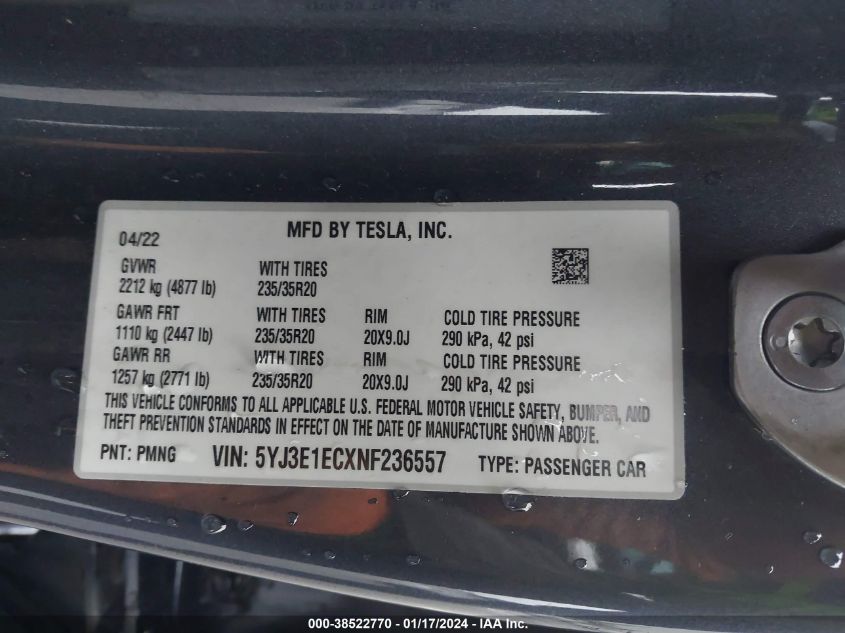 04/22 MFD BY TESLA, INC.
GVWR WITH TIRES
2212 kg (4877 lb) 235/35R20
GAWR FRT WITH TIRES RIM COLD TIRE PRESSURE
1110 kg (2447 lb) 235/35R20 20X9.0J 290 kPa, 42 psi
GAWR RR WITH TIRES RIM COLD TIRE PRESSURE
1257 kg (2771 lb) 235/35R20 20X9.0J 290 kPa, 42 psi
THIS VEHICLE CONFORMS TO ALL APPLICABLE U.S. FEDERAL MOTOR VEHICLE SAFETY, BUMPER, AND
THEFT PREVENTION STANDARDS IN EFFECT ON THE DATE OF MANUFACTURE SHOWN ABOVE.
PNT: PMNG VIN: 5YJ3E1ECXNF236557 TYPE: PASSENGER CAR
000-38522770 - 01/17/2024 - IAA Inc.